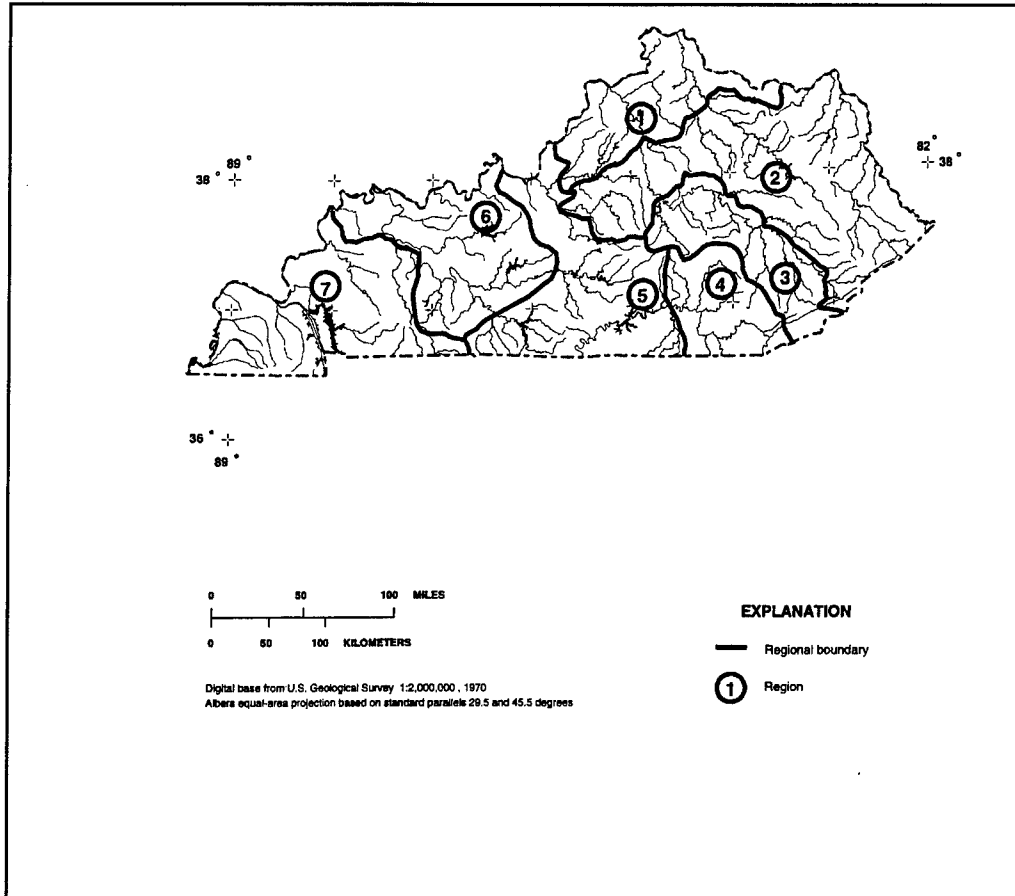 82°
38°
89°
38°
1
2
6
3
4
7
5
36°
89°
0 50 100 MILES
0 50 100 KILOMETERS
EXPLANATION
Regional boundary
1 Region
Digital base from U.S. Geological Survey 1:2,000,000 , 1970
Albers equal-area projection based on standard parallels 29.5 and 45.5 degrees